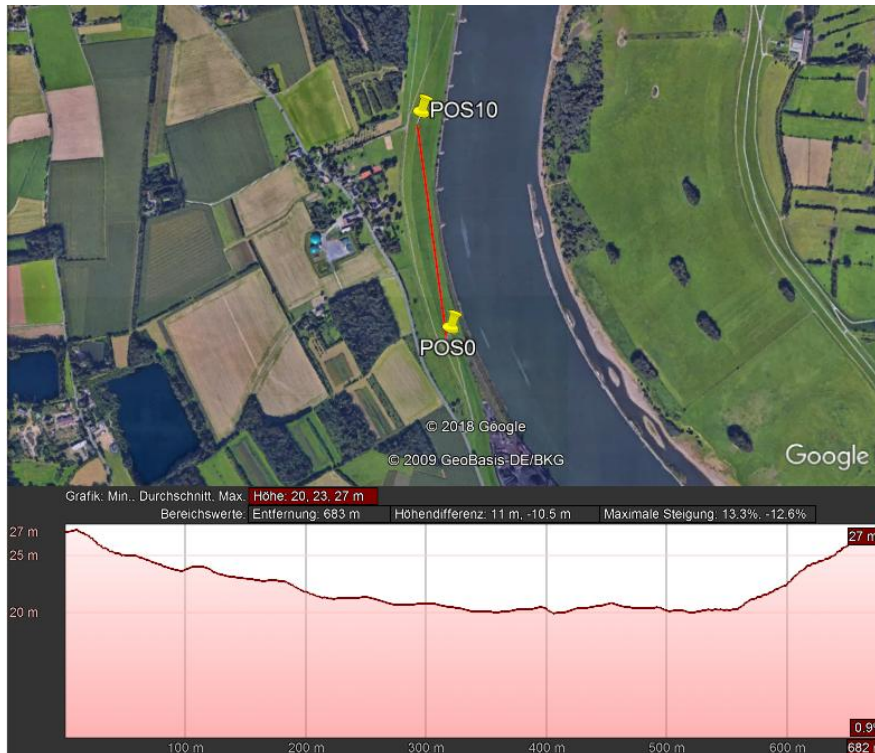 POS10
POS0
© 2018 Google
© 2009 GeoBasis-DE/BKG
Google
Grafik: Min., Durchschnitt, Max. Höhe: 20, 23, 27 m
Bereichswerte: Entfernung: 683 m Höhendifferenz: 11 m, -10.5 m Maximale Steigung: 13.3%, -12.6%
27 m
27 m
25 m
20 m
0.9%
100 m 200 m 300 m 400 m 500 m 600 m 682 m